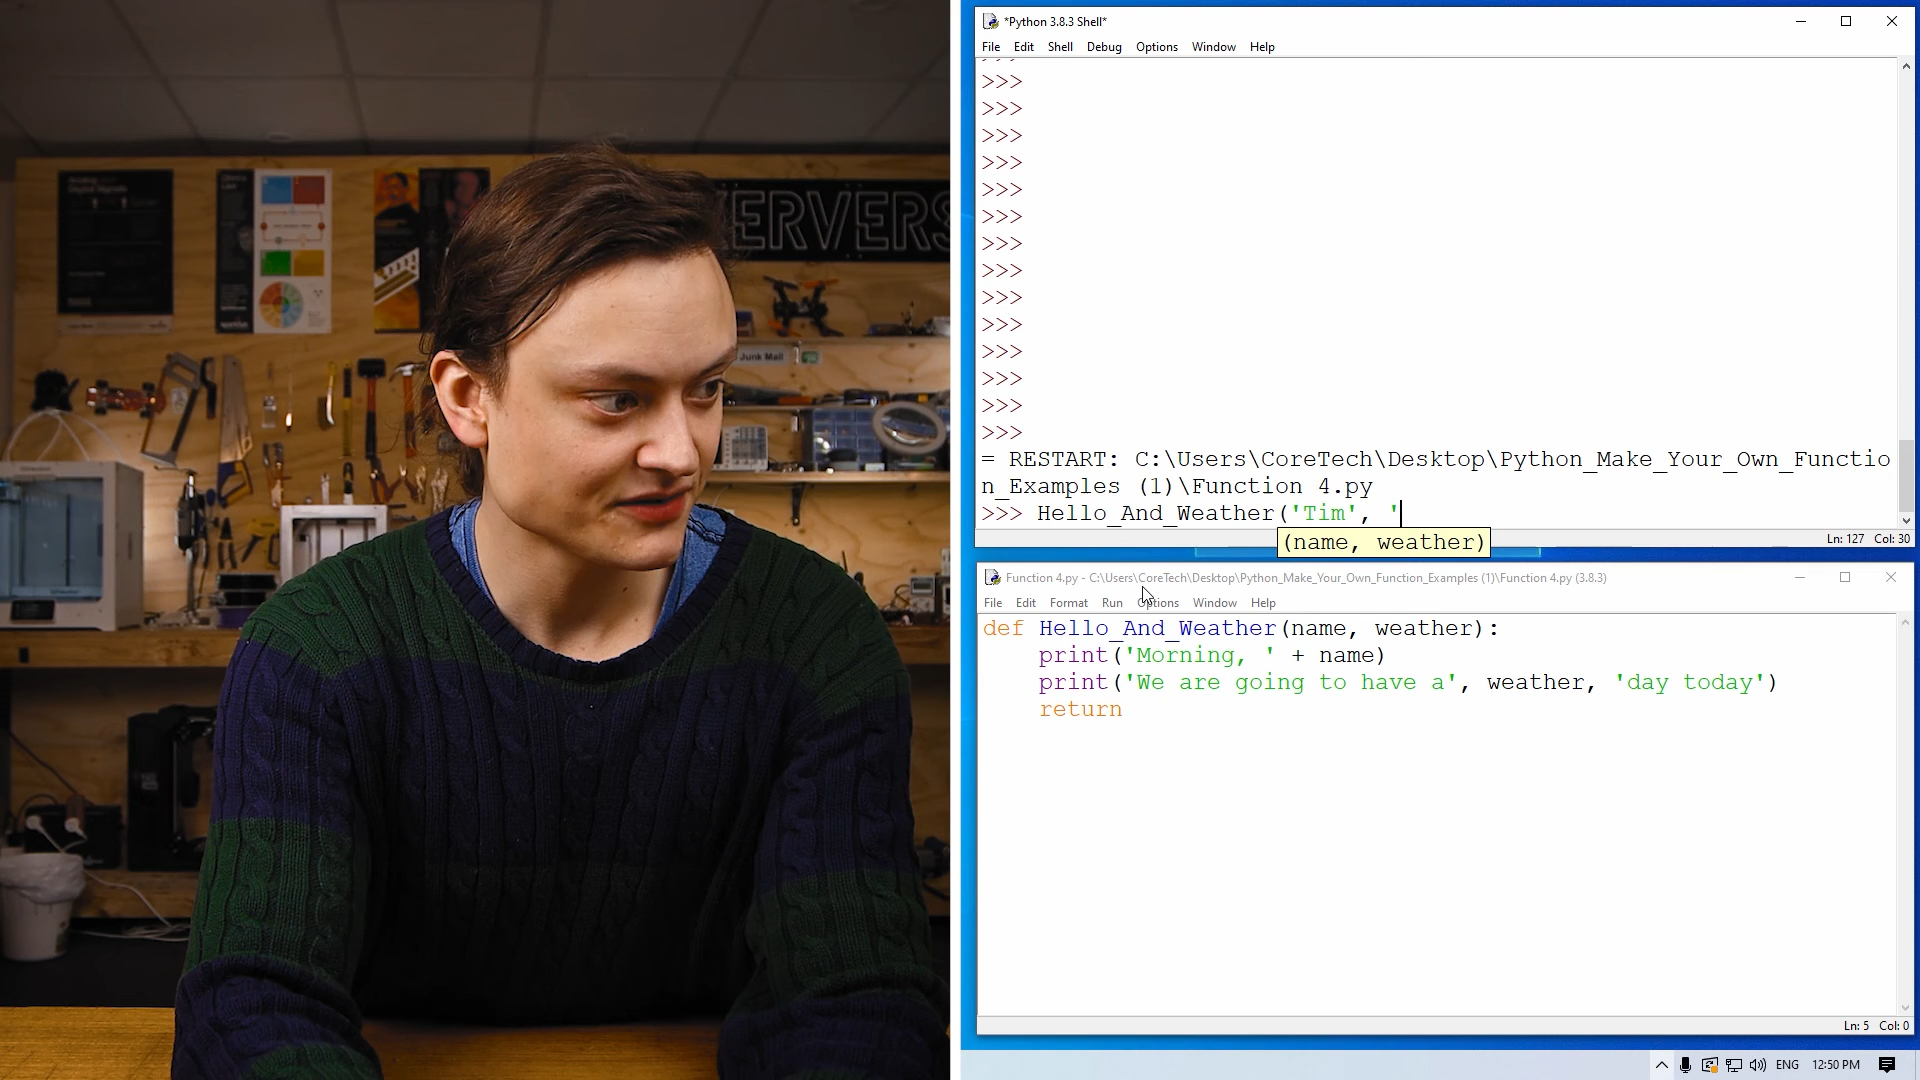 KERVERS
Junk Mail
*Python 3.8.3 Shell*
File Edit Shell Debug Options Window Help
>>>
>>>
>>>
>>>
>>>
>>>
>>>
>>>
>>>
>>>
>>>
>>>
>>>
>>>
= RESTART: C:\Users\CoreTech\Desktop\Python_Make_Your_Own_Functio
n_Examples (1)\Function 4.py
>>> Hello_And_Weather('Tim', '
(name, weather)
Ln: 127 Col: 30
Function 4.py - C:\Users\CoreTech\Desktop\Python_Make_Your_Own_Function_Examples (1)\Function 4.py (3.8.3)
File Edit Format Run Options Window Help
def Hello_And_Weather(name, weather):
print('Morning, ' + name)
print('We are going to have a', weather, 'day today')
return
Ln: 5 Col: 0
ENG 12:50 PM